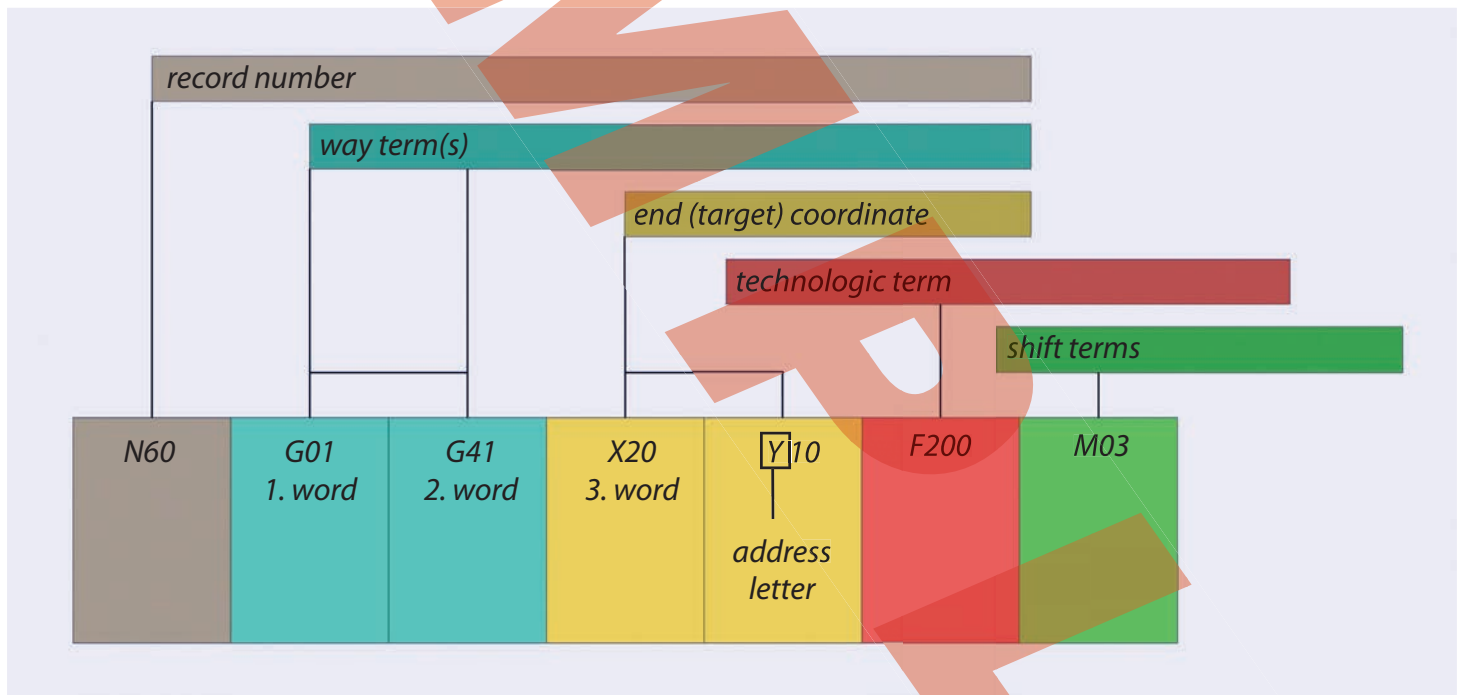 record number
way term(s)
end (target) coordinate
technologic term
shift terms
N60
G01
1. word
G41
2. word
X20
3. word
Y 10
address
letter
F200
M03